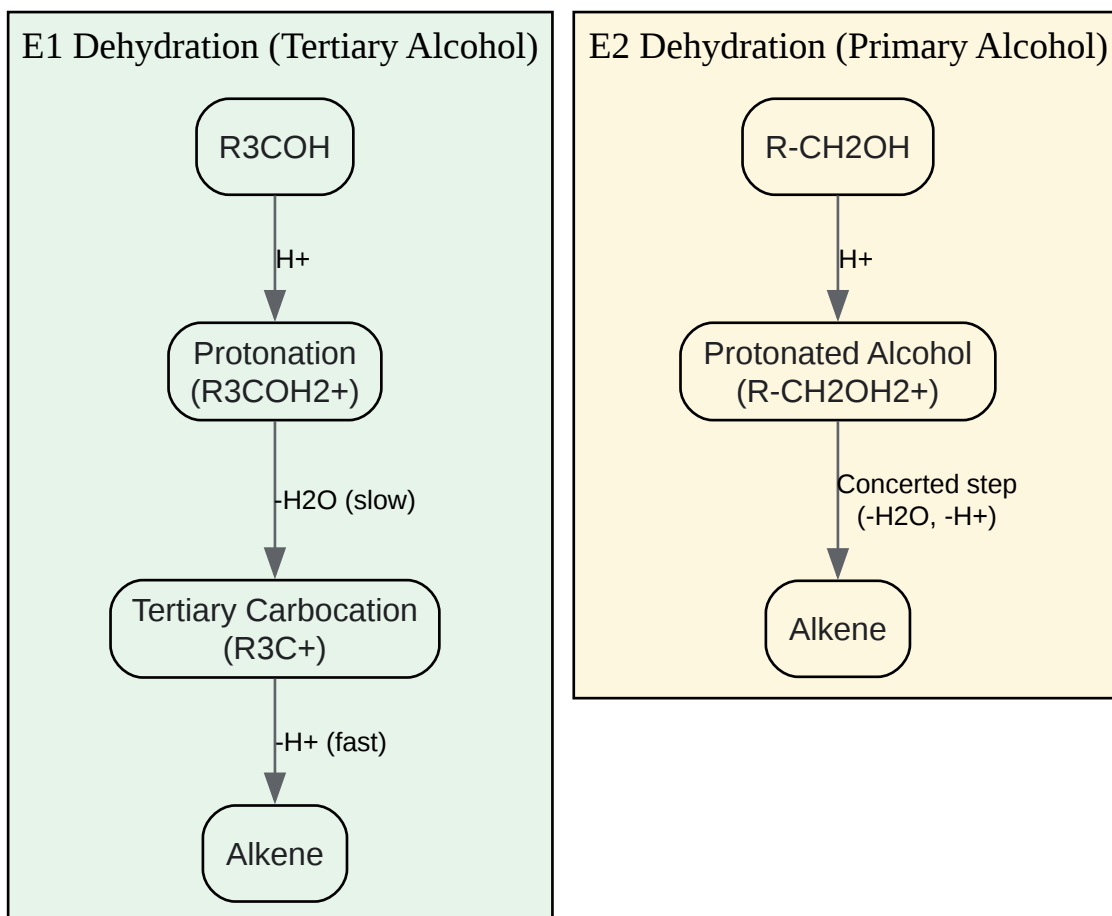 E1 Dehydration (Tertiary Alcohol)
R3COH
H+
Protonation
(R3COH2+)
-H2O (slow)
Tertiary Carbocation
(R3C+)
-H+ (fast)
Alkene
E2 Dehydration (Primary Alcohol)
R-CH2OH
H+
Protonated Alcohol
(R-CH2OH2+)
Concerted step
(-H2O, -H+)
Alkene